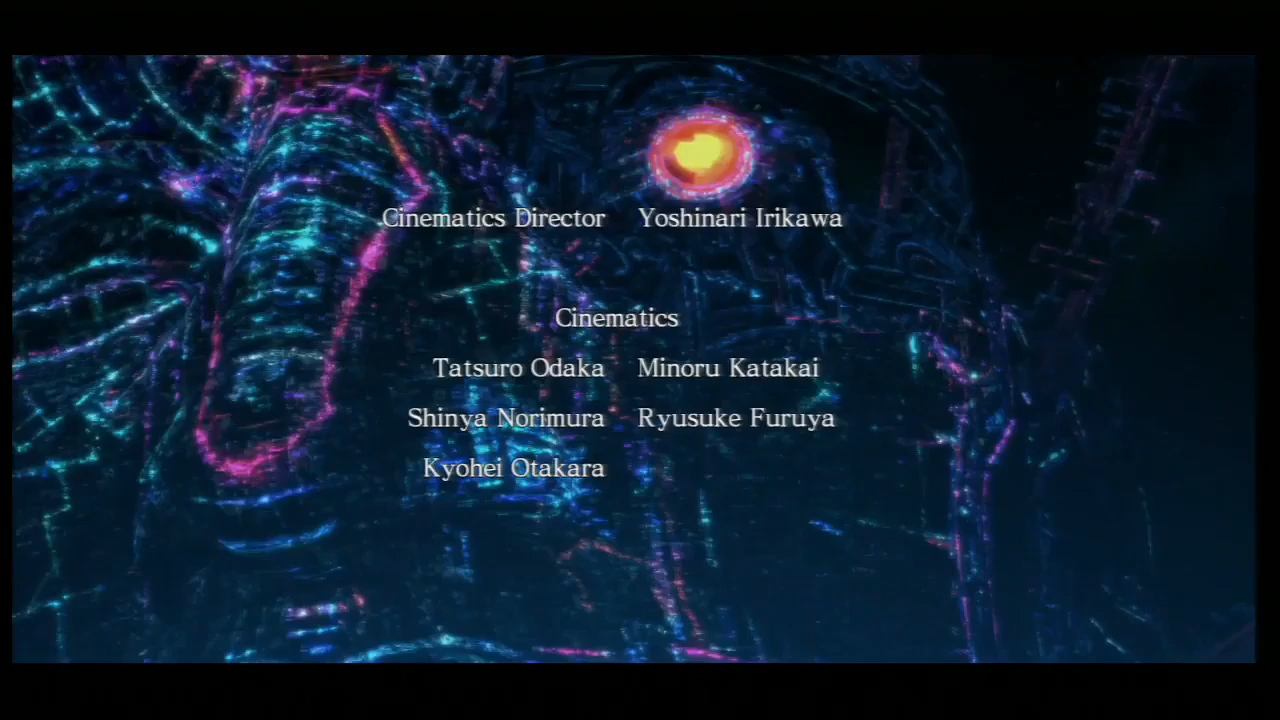 Cinematics Director Yoshinari Irikawa
Cinematics
Tatsuro Odaka Minoru Katakai
Shinya Norimura Ryusuke Furuya
Kyohei Otakara